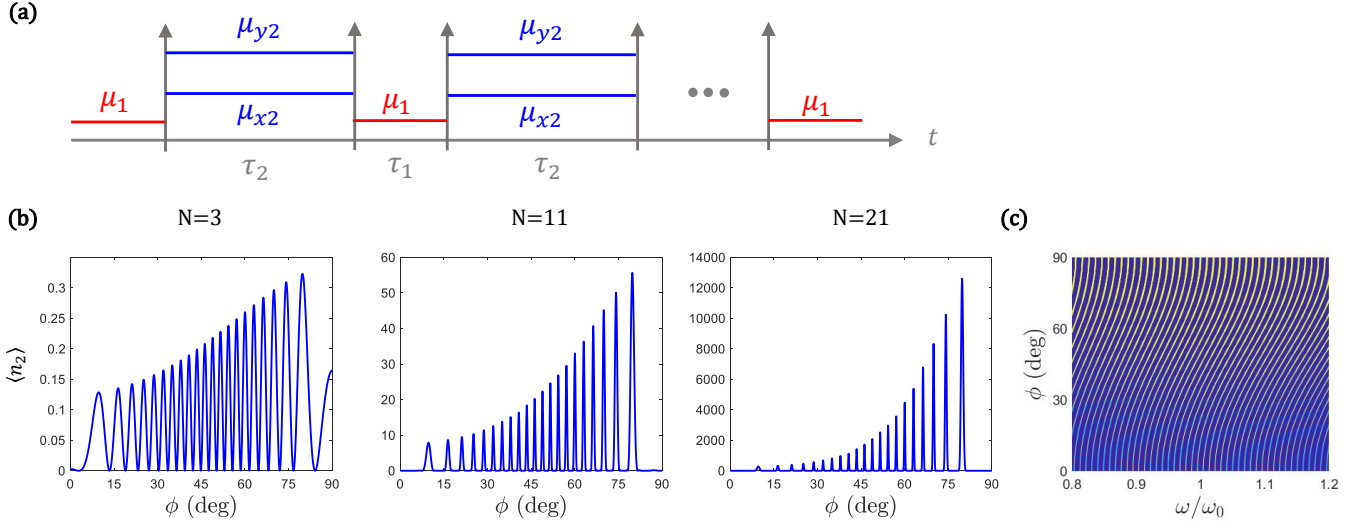 (a)
μy2 μy2
μ1 μx2 μ1 μx2 ••• μ1
t
τ2 τ1 τ2
(b) N=3 N=11 N=21 (c)
⟨n2⟩
0 0.05 0.1 0.15 0.2 0.25 0.3
0 15 30 45 60 75 90
ϕ (deg)
0 10 20 30 40 50 60
0 15 30 45 60 75 90
ϕ (deg)
0 2000 4000 6000 8000 10000 12000 14000
0 15 30 45 60 75 90
ϕ (deg)
ϕ (deg)
0 30 60 90
0.8 0.9 1 1.1 1.2
ω/ω0